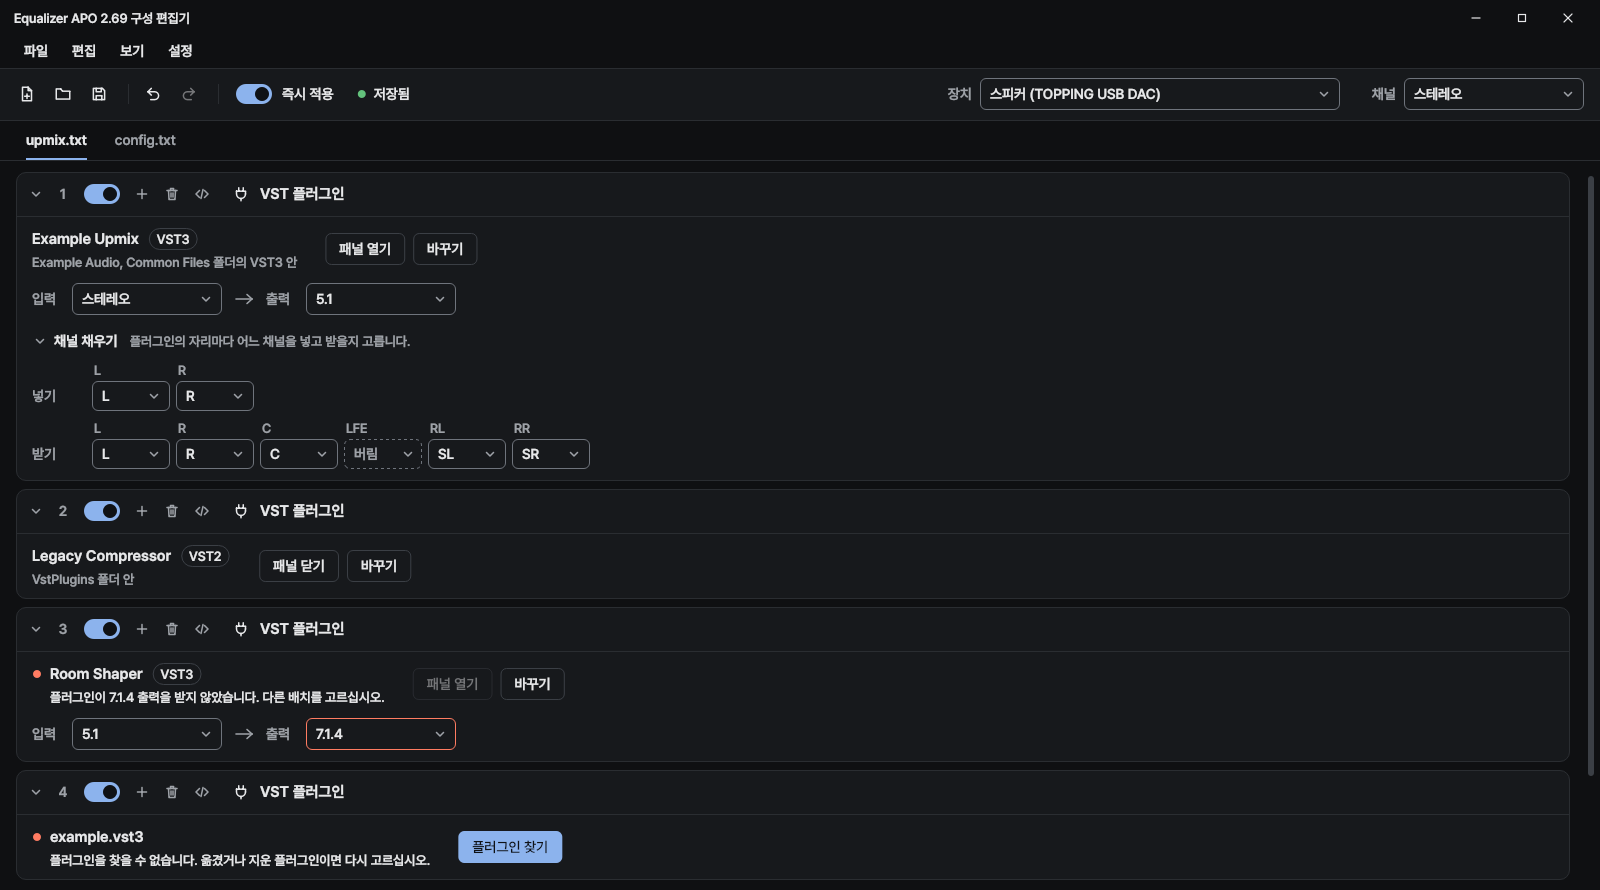 Equalizer APO 2.69 구성 편집기
파일 편집 보기 설정
즉시 적용 저장됨 장치 스피커 (TOPPING USB DAC) 채널 스테레오
upmix.txt config.txt
1 VST 플러그인
Example Upmix VST3 패널 열기 바꾸기
Example Audio, Common Files 폴더의 VST3 안
입력 스테레오 → 출력 5.1
채널 채우기 플러그인의 자리마다 어느 채널을 넣고 받을지 고릅니다.
L R
넣기 L R
L R C LFE RL RR
받기 L R C 버림 SL SR
2 VST 플러그인
Legacy Compressor VST2 패널 닫기 바꾸기
VstPlugins 폴더 안
3 VST 플러그인
Room Shaper VST3 패널 열기 바꾸기
플러그인이 7.1.4 출력을 받지 않았습니다. 다른 배치를 고르십시오.
입력 5.1 → 출력 7.1.4
4 VST 플러그인
example.vst3 플러그인 찾기
플러그인을 찾을 수 없습니다. 옮겼거나 지운 플러그인이면 다시 고르십시오.